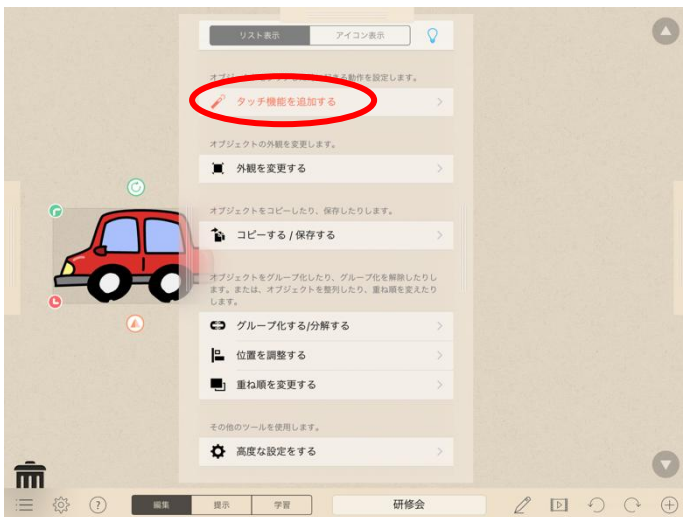 リスト表示
アイコン表示
オブジェ
動作を設定します。
タッチ機能を追加する
オブジェクトの外観を変更します。
外観を変更する
オブジェクトをコピーしたり、保存したりします。
コピーする / 保存する
オブジェクトをグループ化したり、グループ化を解除したりし
ます。または、オブジェクトを整列したり、重ね順を変えたり
します。
グループ化する/分解する
位置を調整する
重ね順を変更する
その他のツールを使用します。
高度な設定をする
?
編集
提示
学習
研修会